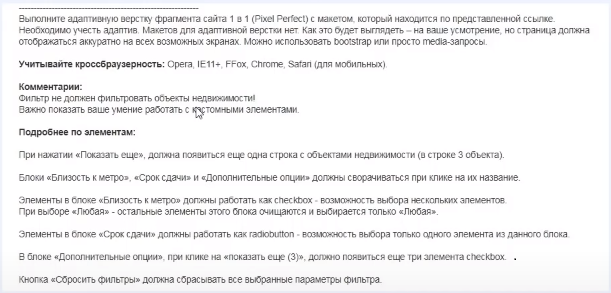 Выполните адаптивную верстку фрагмента сайта 1 в 1 (Pixel Perfect) с макетом, который находится по представленной ссылке.
Необходимо учесть адаптив. Макетов для адаптивной верстки нет. Как это будет выглядеть – на ваше усмотрение, но страница должна
отображаться аккуратно на всех возможных экранах. Можно использовать bootstrap или просто media-запросы.
Учитывайте кроссбраузерность: Opera, IE11+, FFox, Chrome, Safari (для мобильных).
Комментарии:
Фильтр не должен фильтровать объекты недвижимости!
Важно показать ваше умение работать с кастомными элементами.
Подробнее по элементам:
При нажатии «Показать еще», должна появиться еще одна строка с объектами недвижимости (в строке 3 объекта).
Блоки «Близость к метро», «Срок сдачи» и «Дополнительные опции» должны сворачиваться при клике на их название.
Элементы в блоке «Близость к метро» должны работать как checkbox - возможность выбора нескольких элементов.
При выборе «Любая» - остальные элементы этого блока очищаются и выбирается только «Любая».
Элементы в блоке «Срок сдачи» должны работать как radiobutton - возможность выбора только одного элемента из данного блока.
В блоке «Дополнительные опции», при клике на «показать еще (3)», должно появиться еще три элемента checkbox.
Кнопка «Сбросить фильтры» должна сбрасывать все выбранные параметры фильтра.